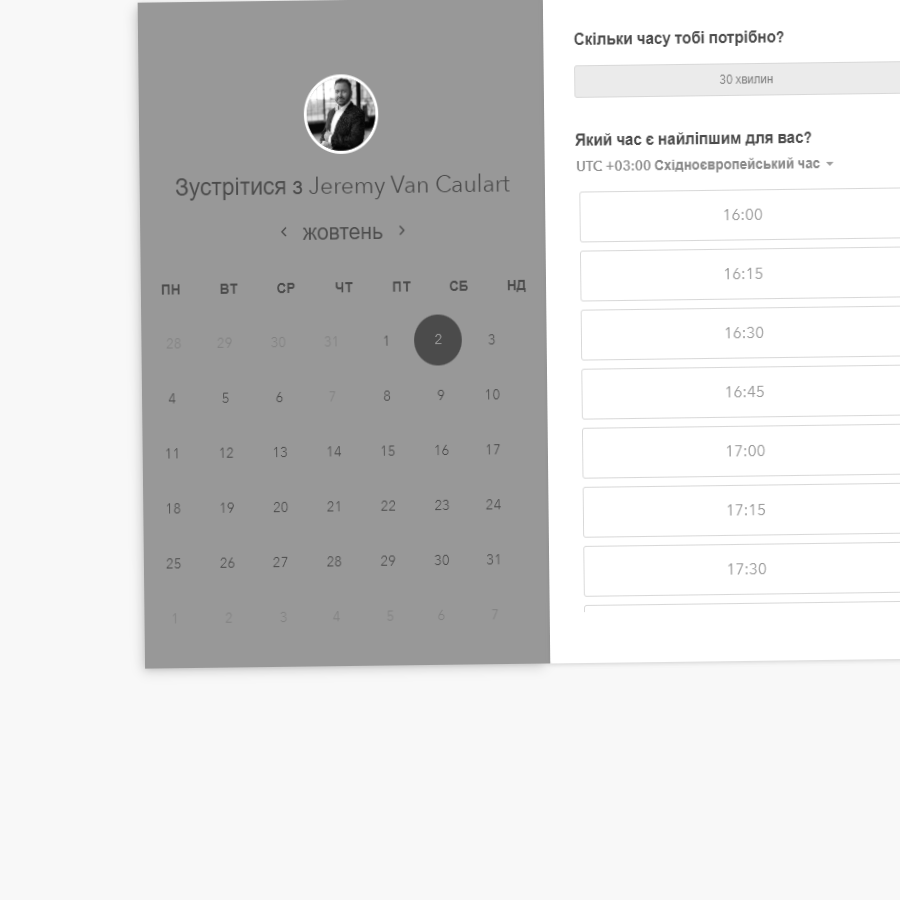 Зустрітися з Jeremy Van Caulart
‹ жовтень ›
ПН ВТ СР ЧТ ПТ СБ НД
28 29 30 31 1 2 3
4 5 6 7 8 9 10
11 12 13 14 15 16 17
18 19 20 21 22 23 24
25 26 27 28 29 30 31
1 2 3 4 5 6 7
Скільки часу тобі потрібно?
30 хвилин
Який час є найліпшим для вас?
UTC +03:00 Східноєвропейський час
16:00
16:15
16:30
16:45
17:00
17:15
17:30